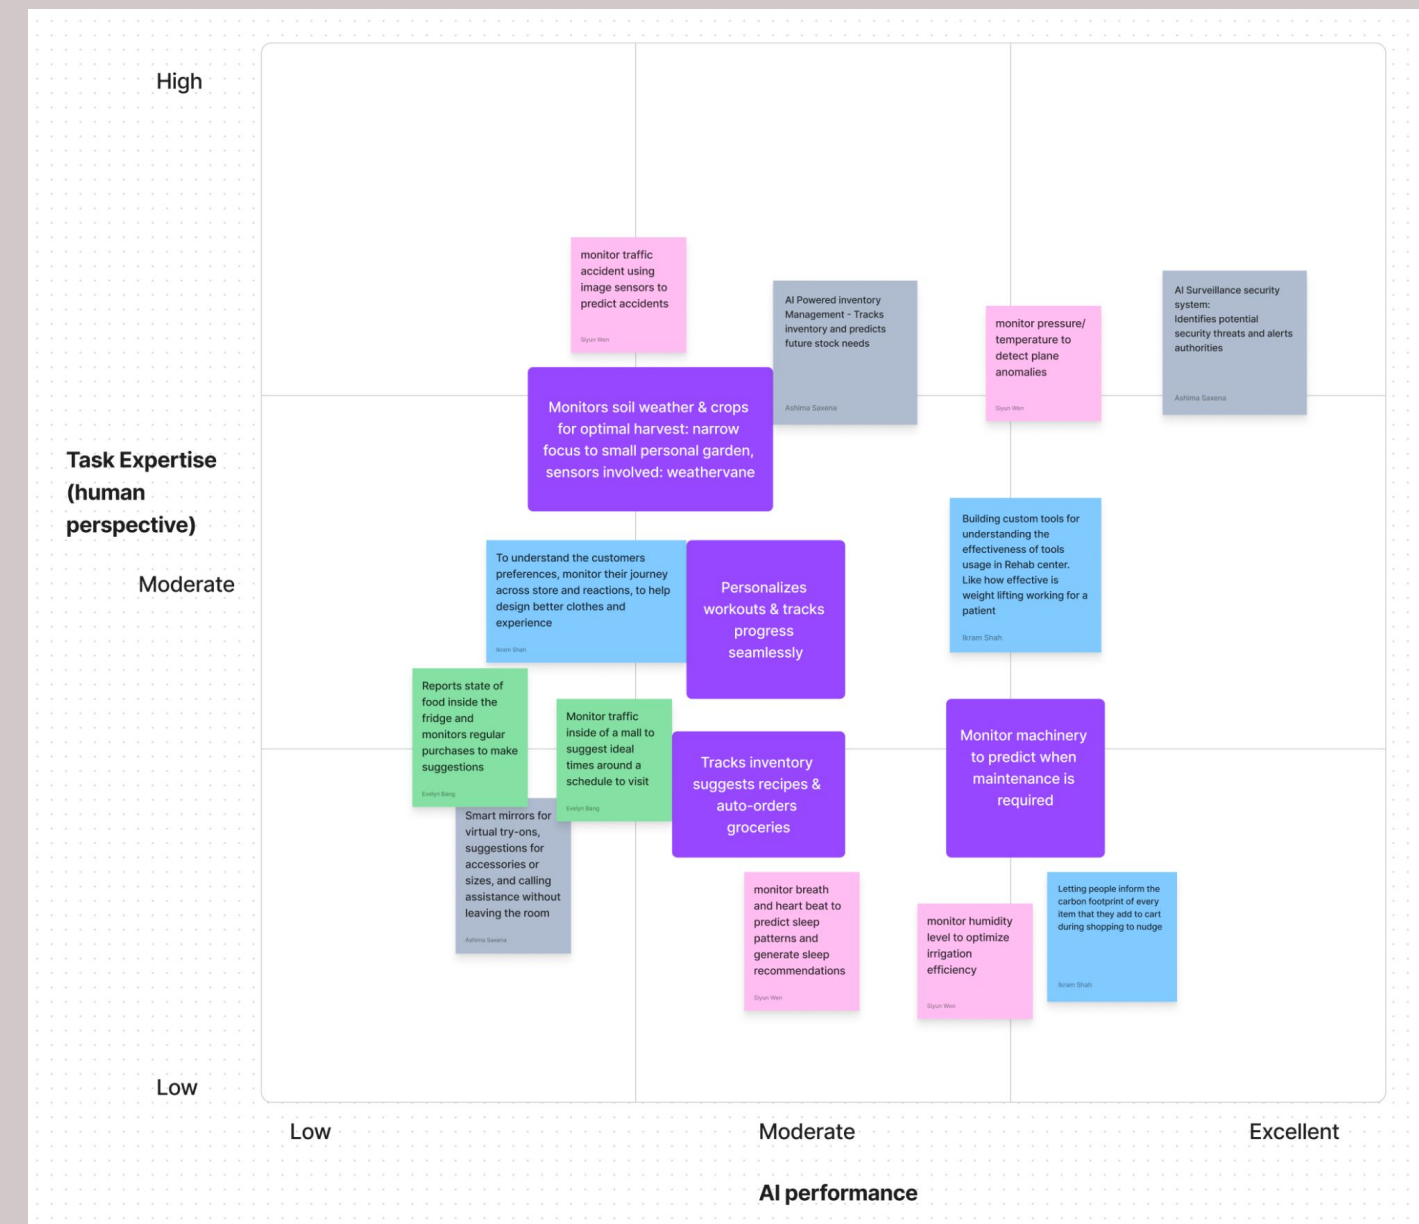 High
monitor traffic
accident using
image sensors to
predict accidents
Siyun Wen
AI Powered inventory
Management - Tracks
inventory and predicts
future stock needs
Ashima Saxena
monitor pressure/
temperature to
detect plane
anomalies
Siyun Wen
AI Surveillance security
system:
Identifies potential
security threats and alerts
authorities
Ashima Saxena
Monitors soil weather & crops
for optimal harvest: narrow
focus to small personal garden,
sensors involved: weathervane
Task Expertise
(human
perspective)
Moderate
To understand the customers
preferences, monitor their journey
across store and reactions, to help
design better clothes and
experience
Ikram Shah
Personalizes
workouts & tracks
progress
seamlessly
Building custom tools for
understanding the
effectiveness of tools
usage in Rehab center.
Like how effective is
weight lifting working for a
patient
Ikram Shah
Reports state of
food inside the
fridge and
monitors regular
purchases to make
suggestions
Evelyn Bang
Monitor traffic
inside of a mall to
suggest ideal
times around a
schedule to visit
Evelyn Bang
Tracks inventory
suggests recipes &
auto-orders
groceries
Monitor machinery
to predict when
maintenance is
required
Smart mirrors for
virtual try-ons,
suggestions for
accessories or
sizes, and calling
assistance without
leaving the room
Ashima Saxena
monitor breath
and heart beat to
predict sleep
patterns and
generate sleep
recommendations
Siyun Wen
monitor humidity
level to optimize
irrigation
efficiency
Siyun Wen
Letting people inform the
carbon footprint of every
item that they add to cart
during shopping to nudge
Ikram Shah
Low
Low
Moderate
Excellent
AI performance